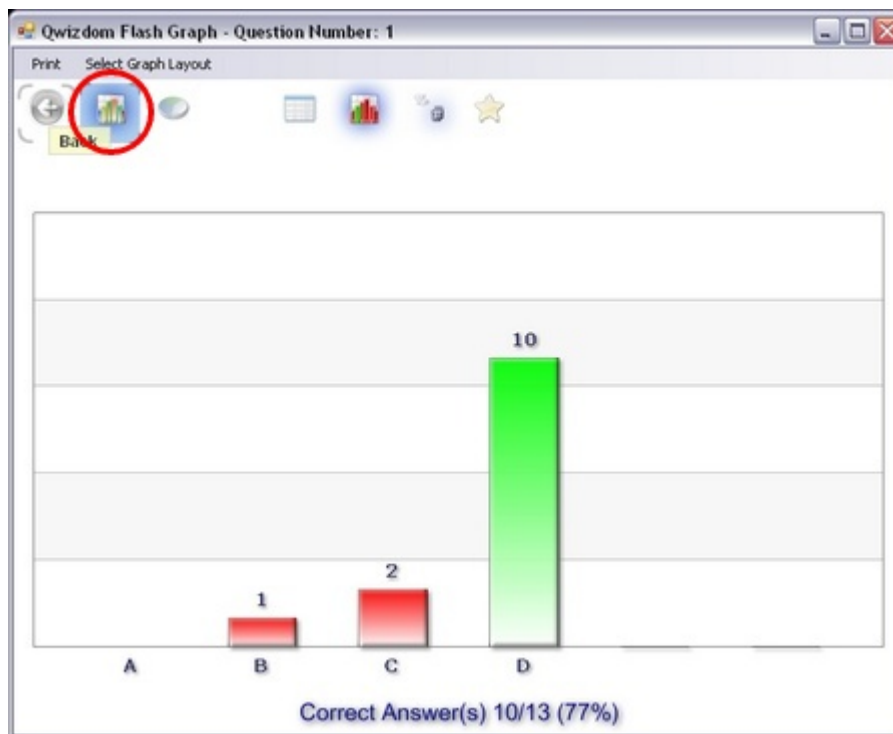 Qwizdom Flash Graph - Question Number: 1
Print Select Graph Layout
Back
10
2
1
A B C D
Correct Answer(s) 10/13 (77%)